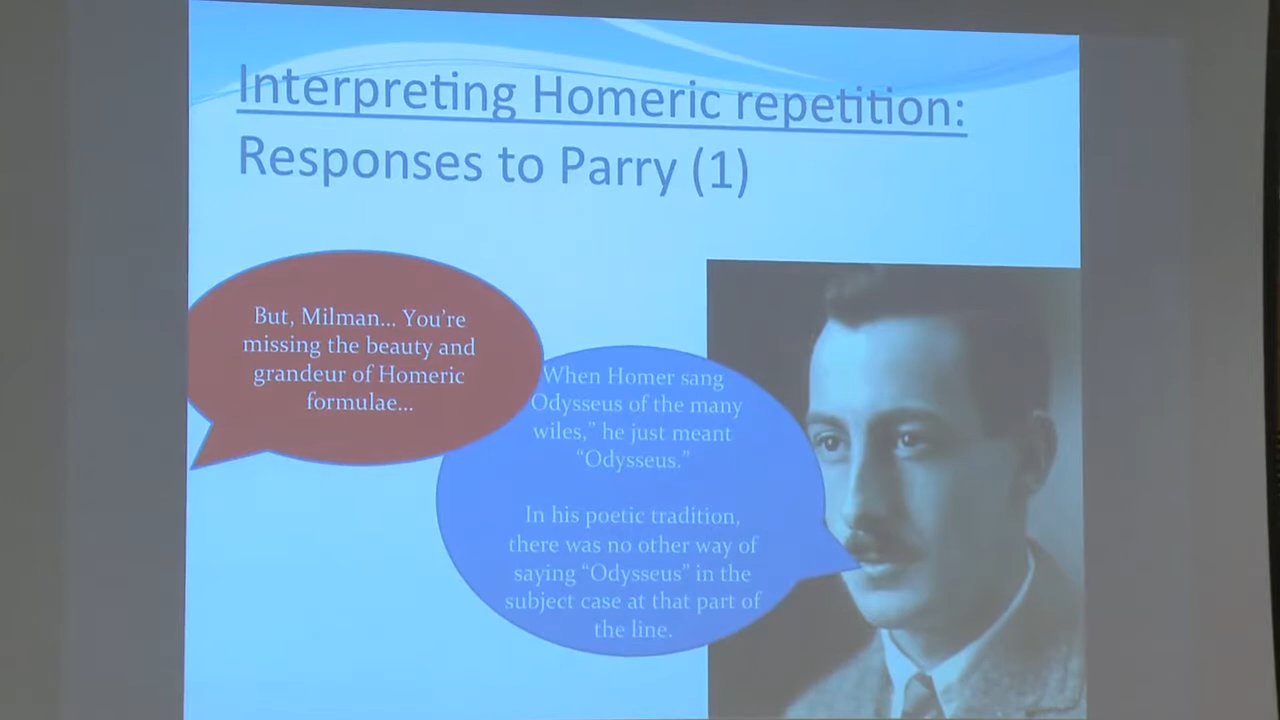 Interpreting Homeric repetition:
Responses to Parry (1)
But, Milman... You're
missing the beauty and
grandeur of Homeric
formulae...
When Homer sang
Odysseus of the many
wiles,” he just meant
“Odysseus.”
In his poetic tradition,
there was no other way of
saying “Odysseus” in the
subject case at that part of
the line.